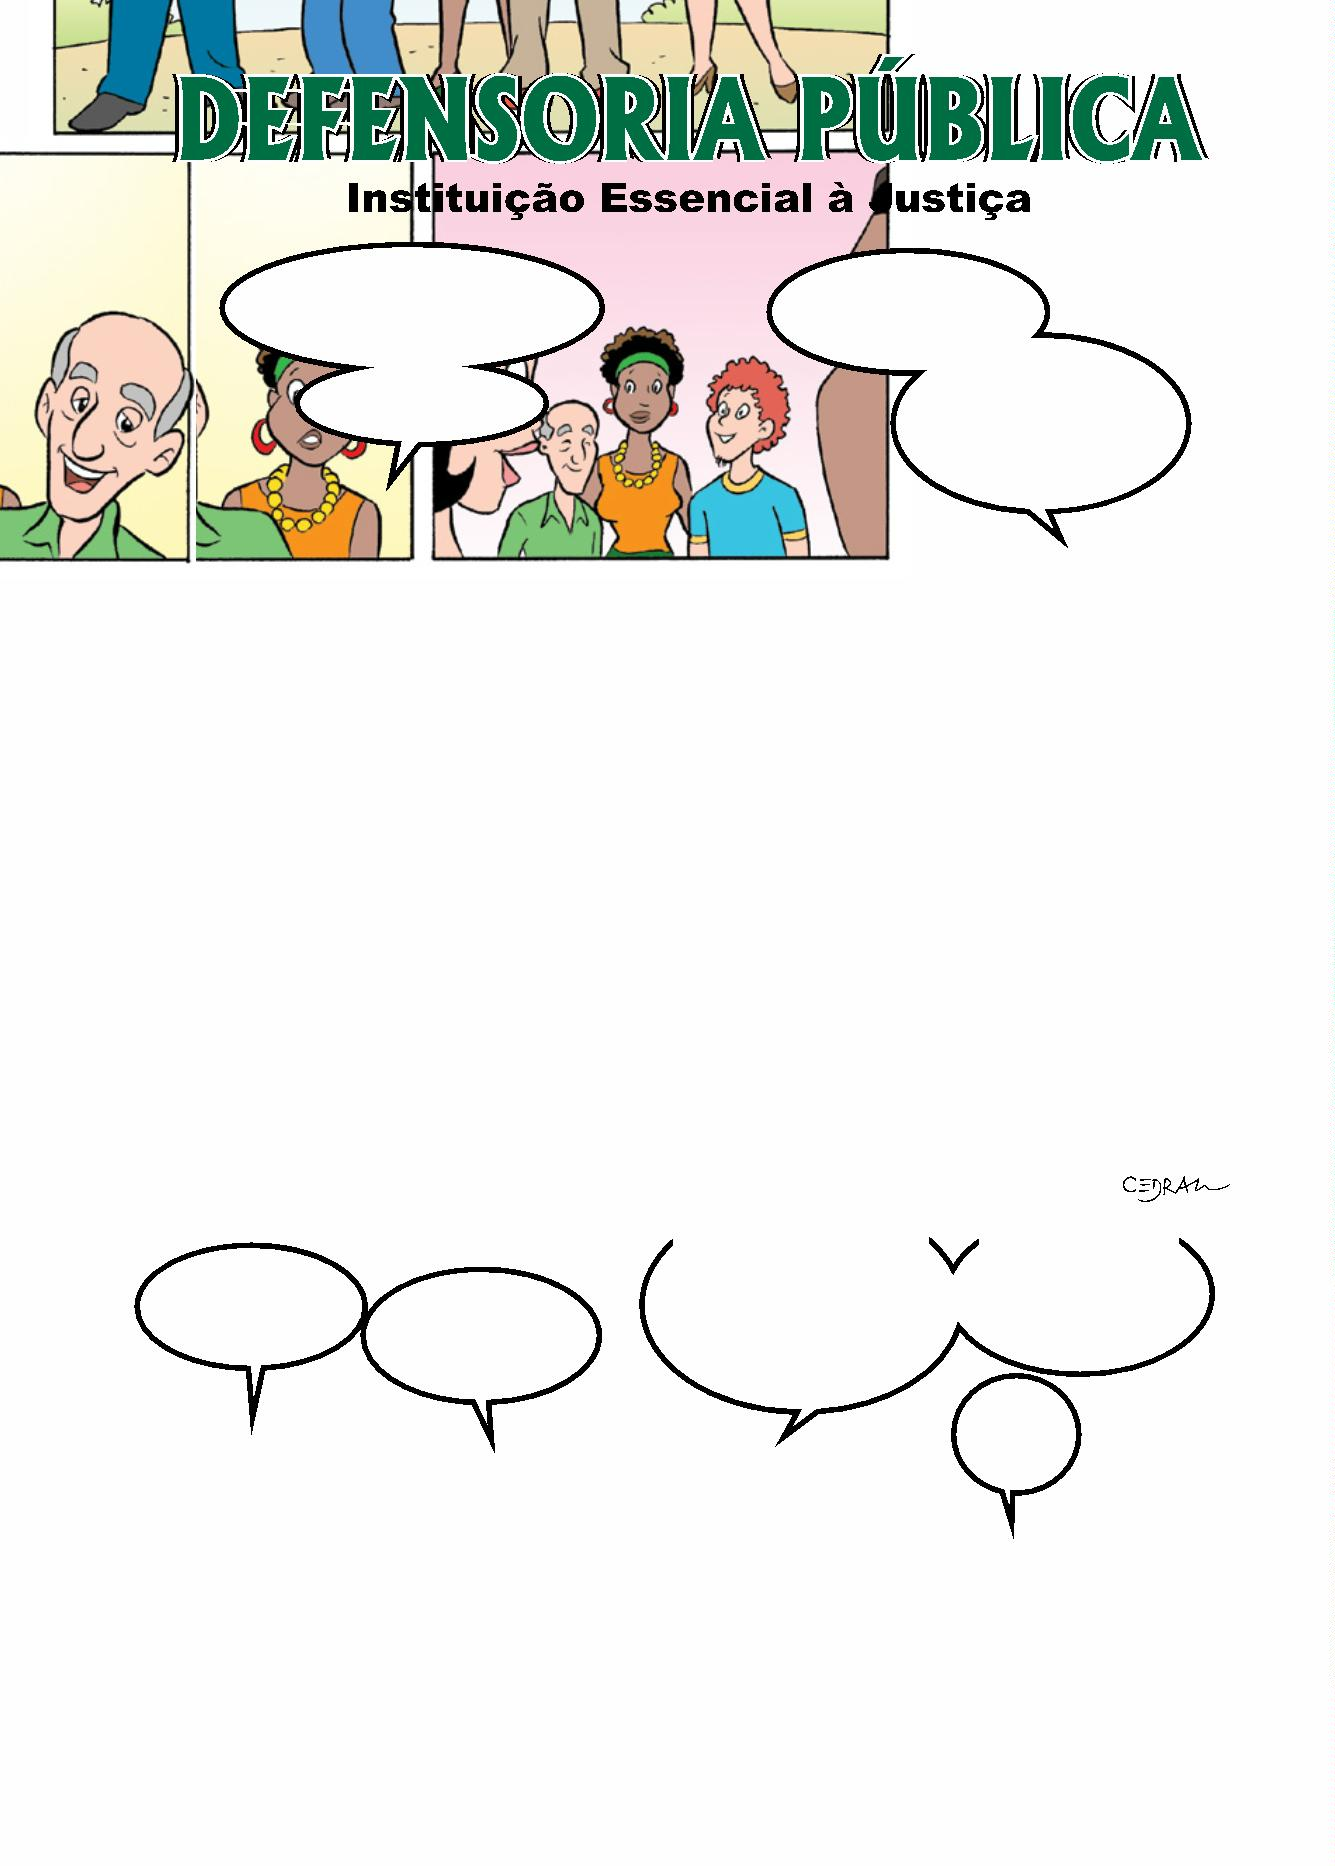 DEFENSORIA PÚBLICA
Instituição Essencial à Justiça
CEDRAZ